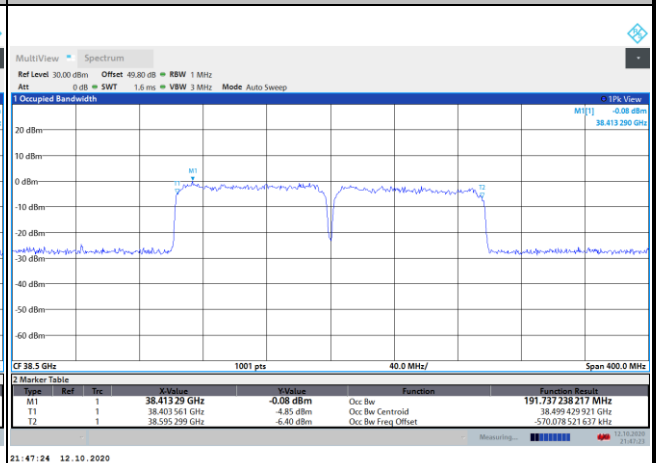 MultiView Spectrum
Ref Level 30.00 dBm Offset 49.80 dB RBW 1 MHz
Att 0 dB SWT 1.6 ms VBW 3 MHz Mode Auto Sweep
1 Occupied Bandwidth 1Pk View
M1[1] -0.08 dBm
38.413 290 GHz
20 dBm
10 dBm
M1
0 dBm
T1
T2
-10 dBm
-20 dBm
-30 dBm
-40 dBm
-50 dBm
-60 dBm
CF 38.5 GHz 1001 pts 40.0 MHz/ Span 400.0 MHz
2 Marker Table
Type Ref Trc X-Value Y-Value Function Function Result
M1 1 38.413 29 GHz -0.08 dBm Occ Bw 191.737 238 217 MHz
T1 1 38.403 561 GHz -4.85 dBm Occ Bw Centroid 38.499 429 921 GHz
T2 1 38.595 299 GHz -6.40 dBm Occ Bw Freq Offset -570.078 521 637 kHz
Measuring... 12.10.2020
21:47:23
21:47:24 12.10.2020